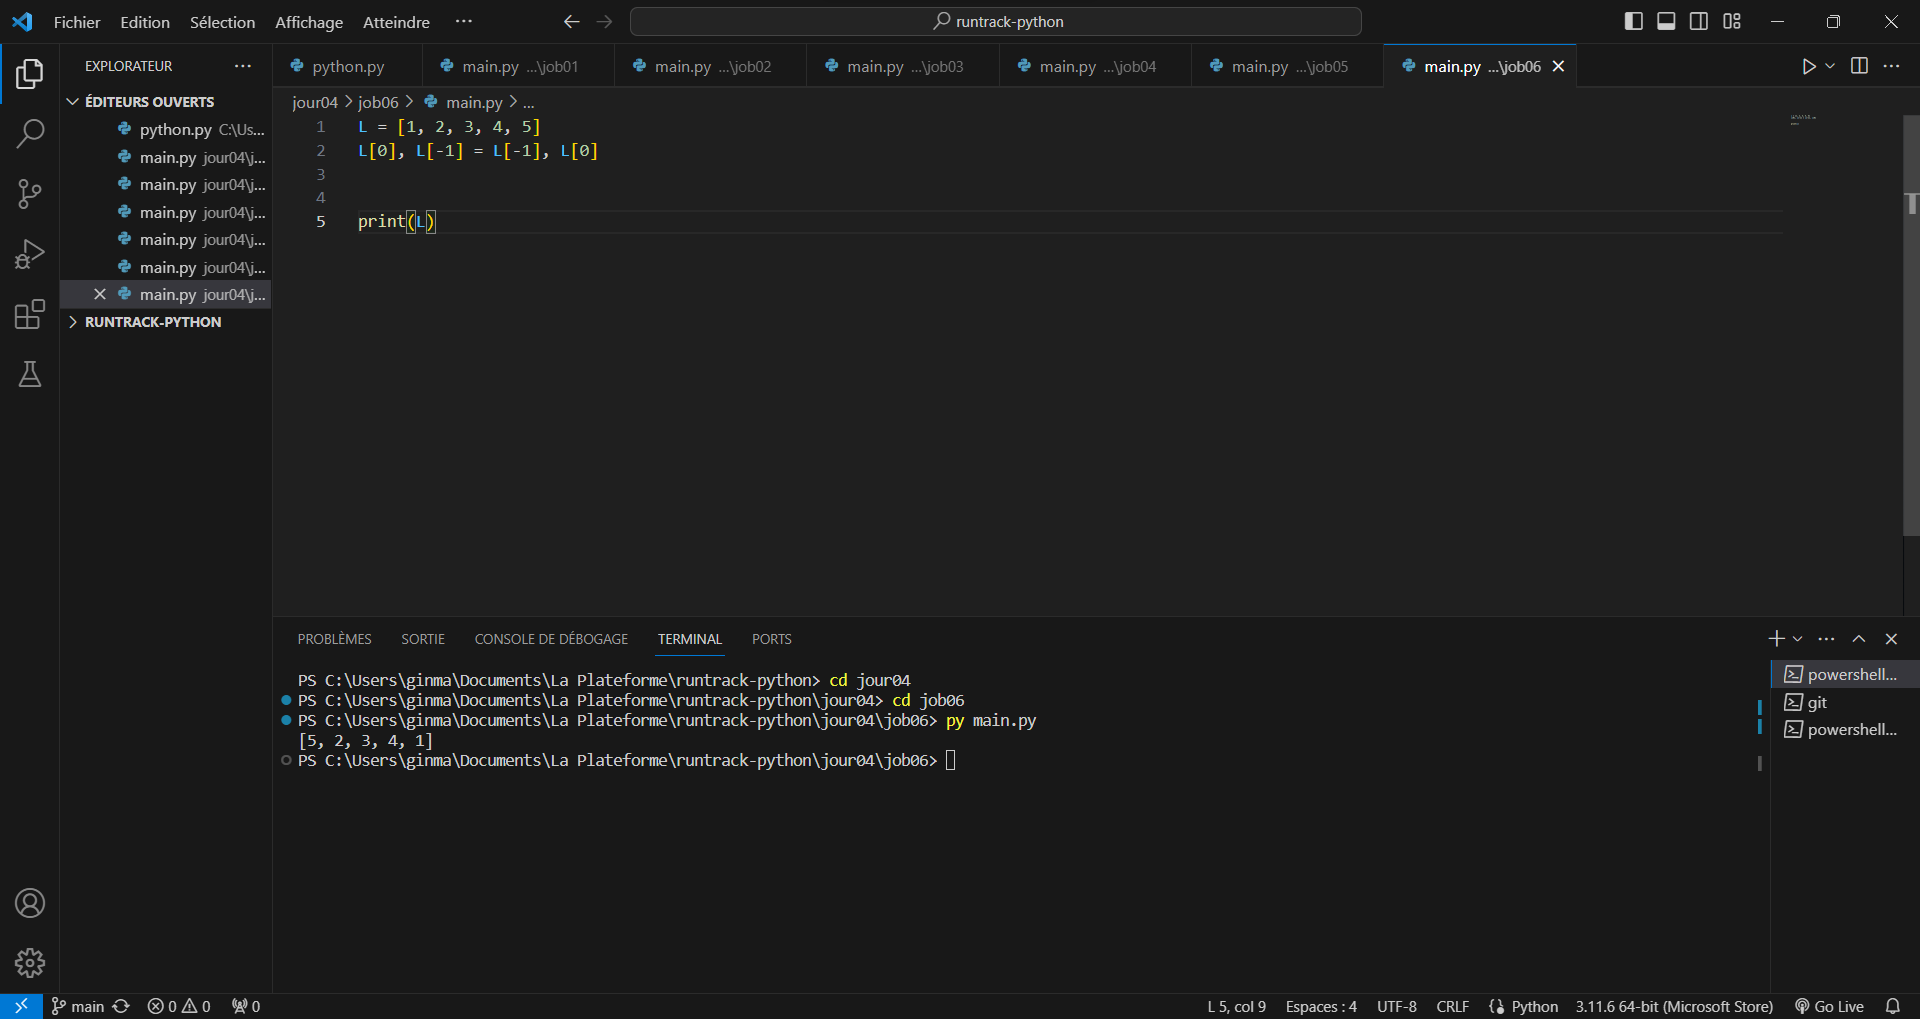 Fichier Edition Sélection Affichage Atteindre ···
runtrack-python
EXPLORATEUR ···
python.py
main.py ...\job01
main.py ...\job02
main.py ...\job03
main.py ...\job04
main.py ...\job05
main.py ...\job06
ÉDITEURS OUVERTS
python.py C:\Us...
main.py jour04\j...
main.py jour04\j...
main.py jour04\j...
main.py jour04\j...
main.py jour04\j...
main.py jour04\j...
RUNTRACK-PYTHON
jour04 > job06 > main.py > ...
1 L = [1, 2, 3, 4, 5]
2 L[0], L[-1] = L[-1], L[0]
3
4
5 print(L)
PROBLÈMES SORTIE CONSOLE DE DÉBOGAGE TERMINAL PORTS
PS C:\Users\ginma\Documents\La Plateforme\runtrack-python> cd jour04
PS C:\Users\ginma\Documents\La Plateforme\runtrack-python\jour04> cd job06
PS C:\Users\ginma\Documents\La Plateforme\runtrack-python\jour04\job06> py main.py
[5, 2, 3, 4, 1]
PS C:\Users\ginma\Documents\La Plateforme\runtrack-python\jour04\job06>
powershell...
git
powershell...
main 0 0 0
L 5, col 9 Espaces : 4 UTF-8 CRLF Python 3.11.6 64-bit (Microsoft Store) Go Live